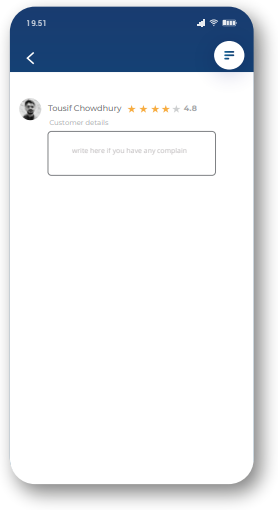 19.51
Tousif Chowdhury 4.8
Customer details
write here if you have any complain